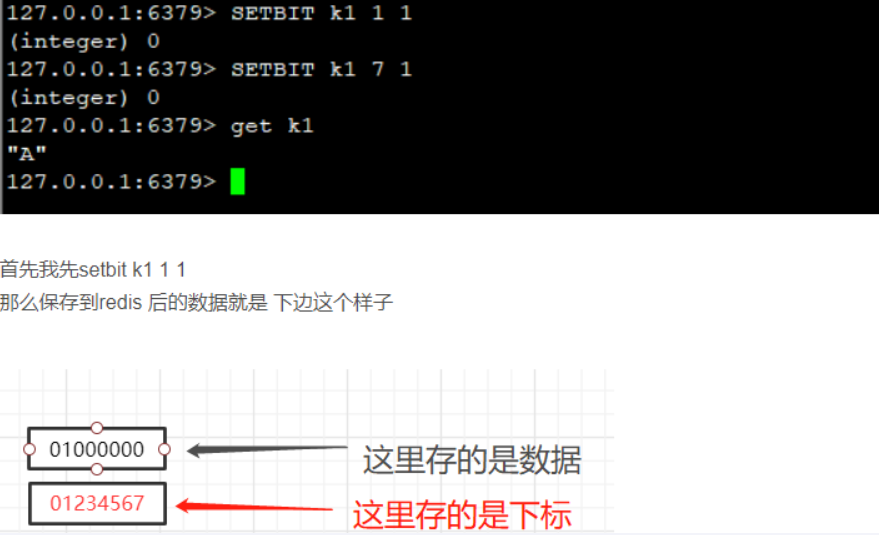 127.0.0.1:6379> SETBIT k1 1 1
(integer) 0
127.0.0.1:6379> SETBIT k1 7 1
(integer) 0
127.0.0.1:6379> get k1
"A"
127.0.0.1:6379>
首先我先setbit k1 1 1
那么保存到redis 后的数据就是 下边这个样子
01000000
这里存的是数据
01234567
这里存的是下标